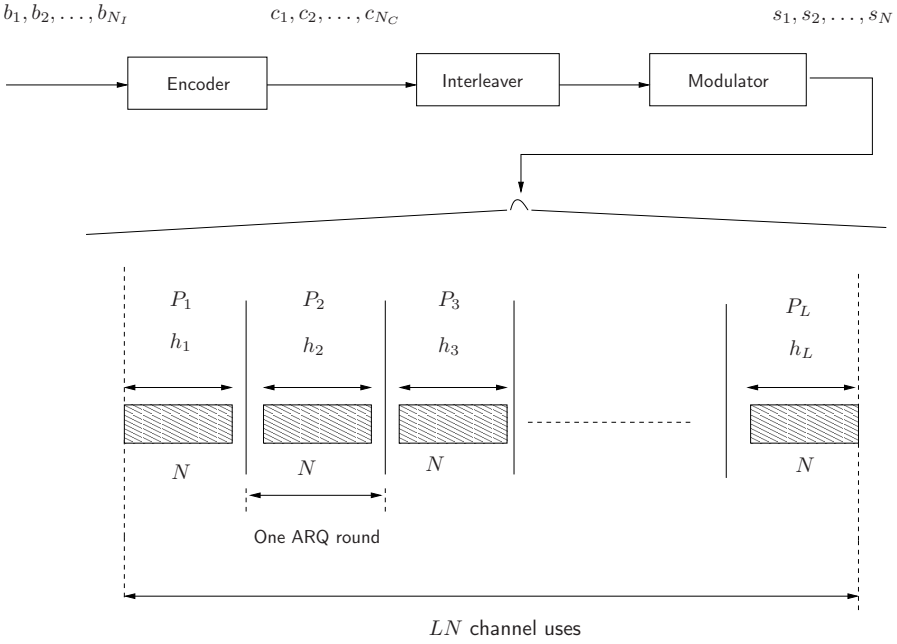 b_1, b_2, . . . , b_{N_I} c_1, c_2, . . . , c_{N_C} s_1, s_2, . . . , s_N
Encoder Interleaver Modulator
P_1 P_2 P_3 P_L
h_1 h_2 h_3 h_L
N N N N
One ARQ round
LN channel uses